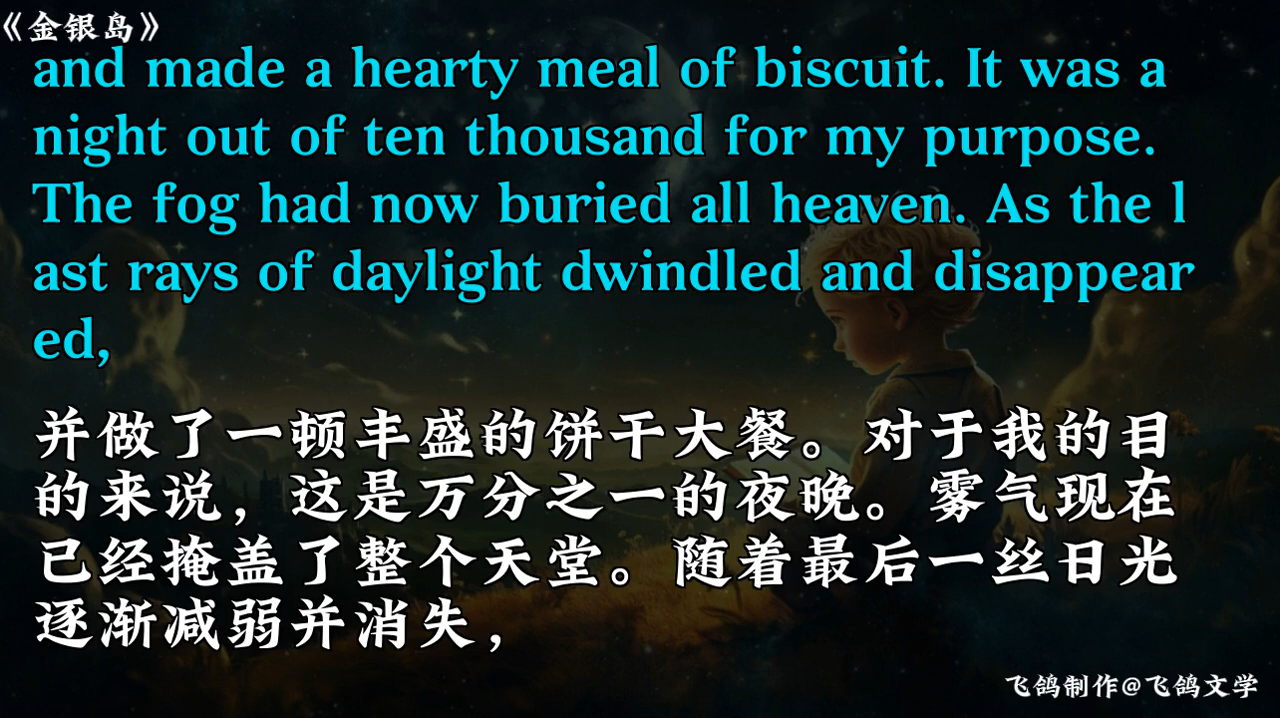 《金银岛》
and made a hearty meal of biscuit. It was a
night out of ten thousand for my purpose.
The fog had now buried all heaven. As the l
ast rays of daylight dwindled and disappear
ed,
并做了一顿丰盛的饼干大餐。对于我的目
的来说，这是万分之一的夜晚。雾气现在
已经掩盖了整个天堂。随着最后一丝日光
逐渐减弱并消失，
飞鸽制作@飞鸽文学